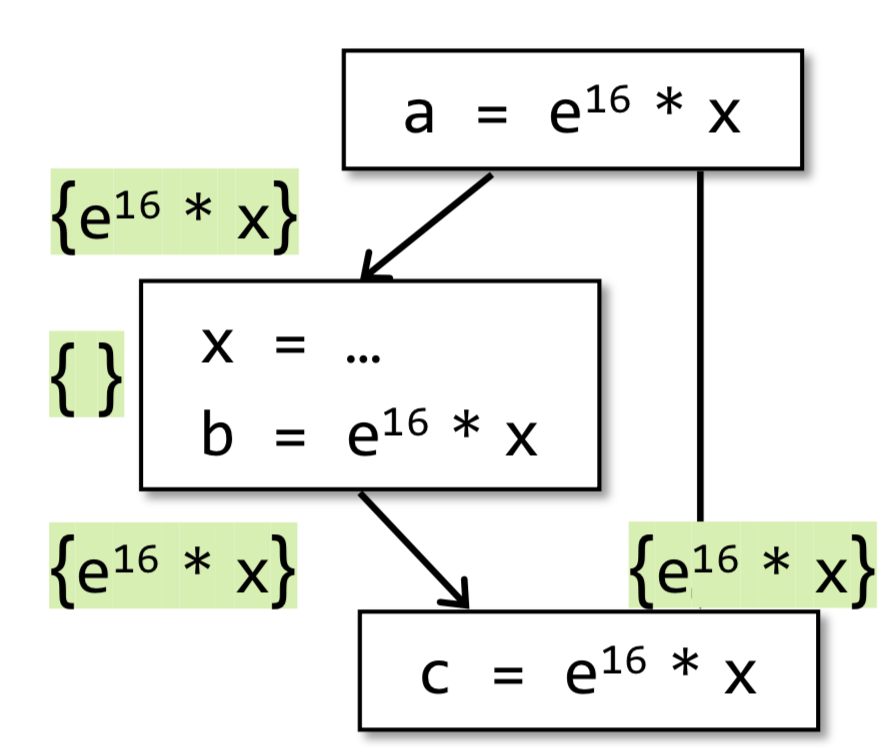 a = e¹⁶ * x
{e¹⁶ * x}
x = …
{ }
b = e¹⁶ * x
{e¹⁶ * x}
{e¹⁶ * x}
c = e¹⁶ * x